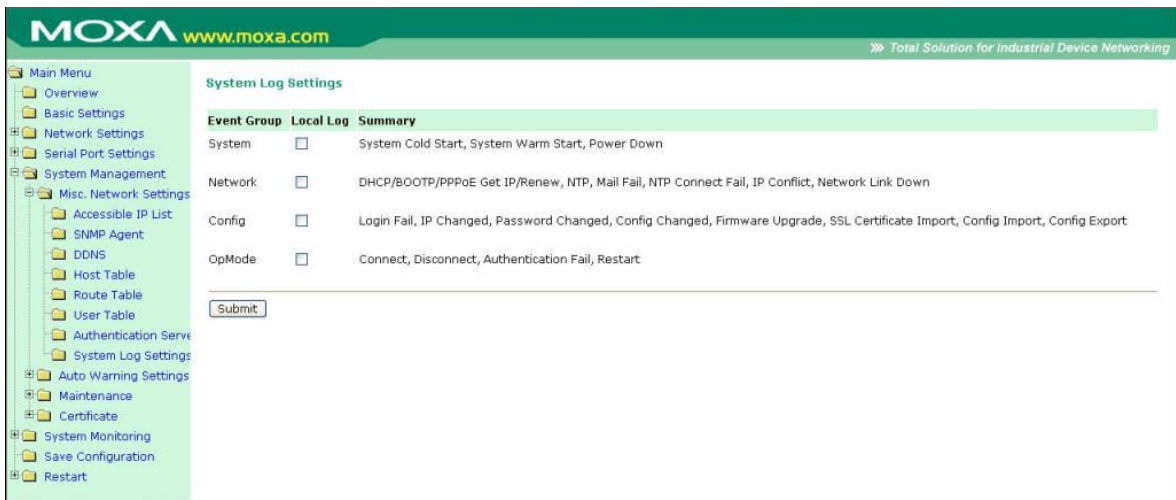 MOXA www.moxa.com
Total Solution for Industrial Device Networking
Main Menu
Overview
Basic Settings
Network Settings
Serial Port Settings
System Management
Misc. Network Settings
Accessible IP List
SNMP Agent
DDNS
Host Table
Route Table
User Table
Authentication Serve
System Log Settings
Auto Warning Settings
Maintenance
Certificate
System Monitoring
Save Configuration
Restart
System Log Settings
Event Group Local Log Summary
System System Cold Start, System Warm Start, Power Down
Network DHCP/BOOTP/PPPoE Get IP/Renew, NTP, Mail Fail, NTP Connect Fail, IP Conflict, Network Link Down
Config Login Fail, IP Changed, Password Changed, Config Changed, Firmware Upgrade, SSL Certificate Import, Config Import, Config Export
OpMode Connect, Disconnect, Authentication Fail, Restart
Submit